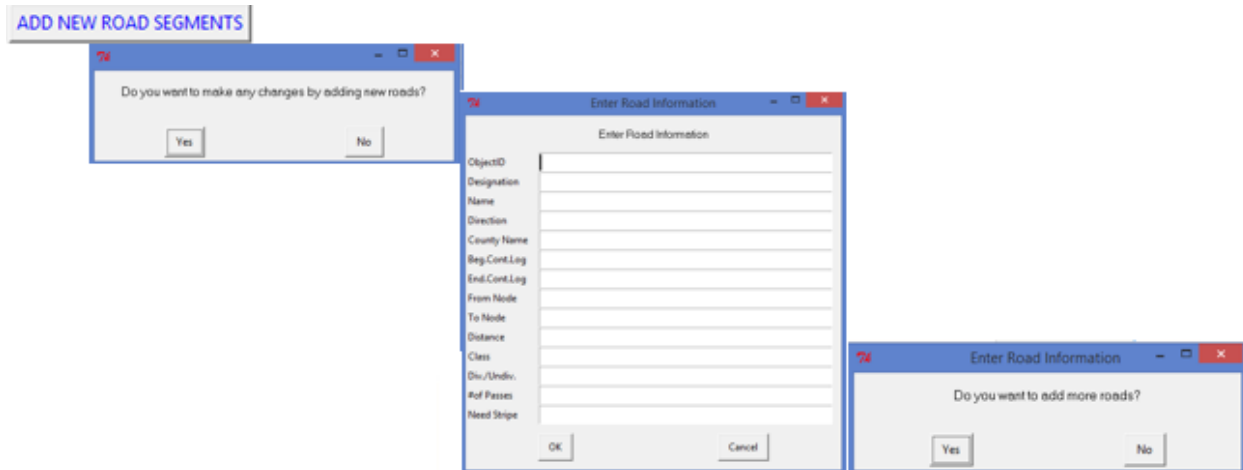 ADD NEW ROAD SEGMENTS
Do you want to make any changes by adding new roads?
Yes No
Enter Road Information
Enter Road Information
ObjectID
Designation
Name
Direction
County Name
Beg.Cont.Log
End.Cont.Log
From Node
To Node
Distance
Class
Div./Undiv.
#of Passes
Need Stripe
OK Cancel
Enter Road Information
Do you want to add more roads?
Yes No